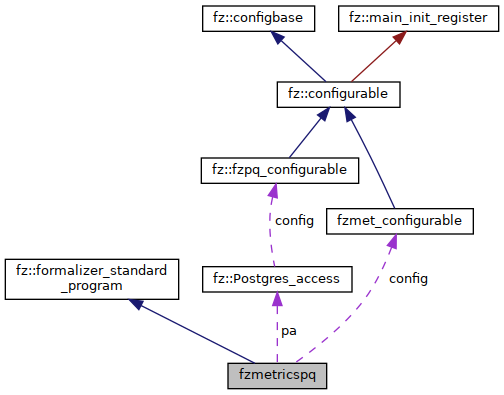 fz::configbase
fz::main_init_register
fz::configurable
fz::fzpq_configurable
fzmet_configurable
config
fz::formalizer_standard
_program
fz::Postgres_access
config
pa
fzmetricspq